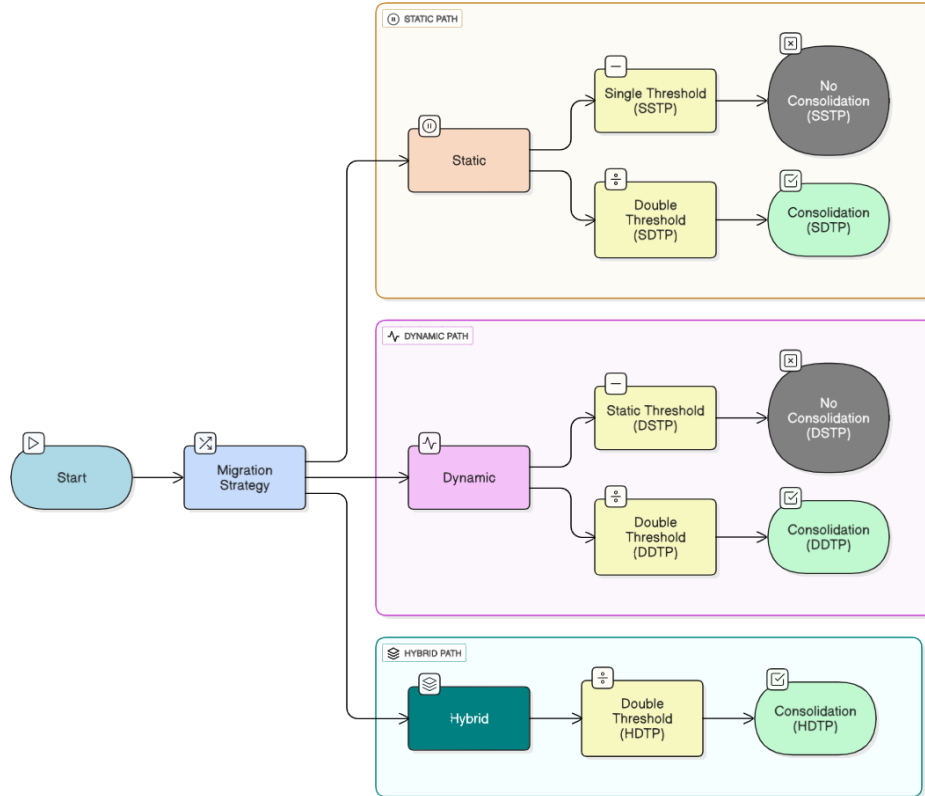 STATIC PATH
Single Threshold
(SSTP)
No
Consolidation
(SSTP)
Static
Double
Threshold
(SDTP)
Consolidation
(SDTP)
DYNAMIC PATH
Static Threshold
(DSTP)
No
Consolidation
(DSTP)
Start
Migration
Strategy
Dynamic
Double
Threshold
(DDTP)
Consolidation
(DDTP)
HYBRID PATH
Hybrid
Double
Threshold
(HDTP)
Consolidation
(HDTP)